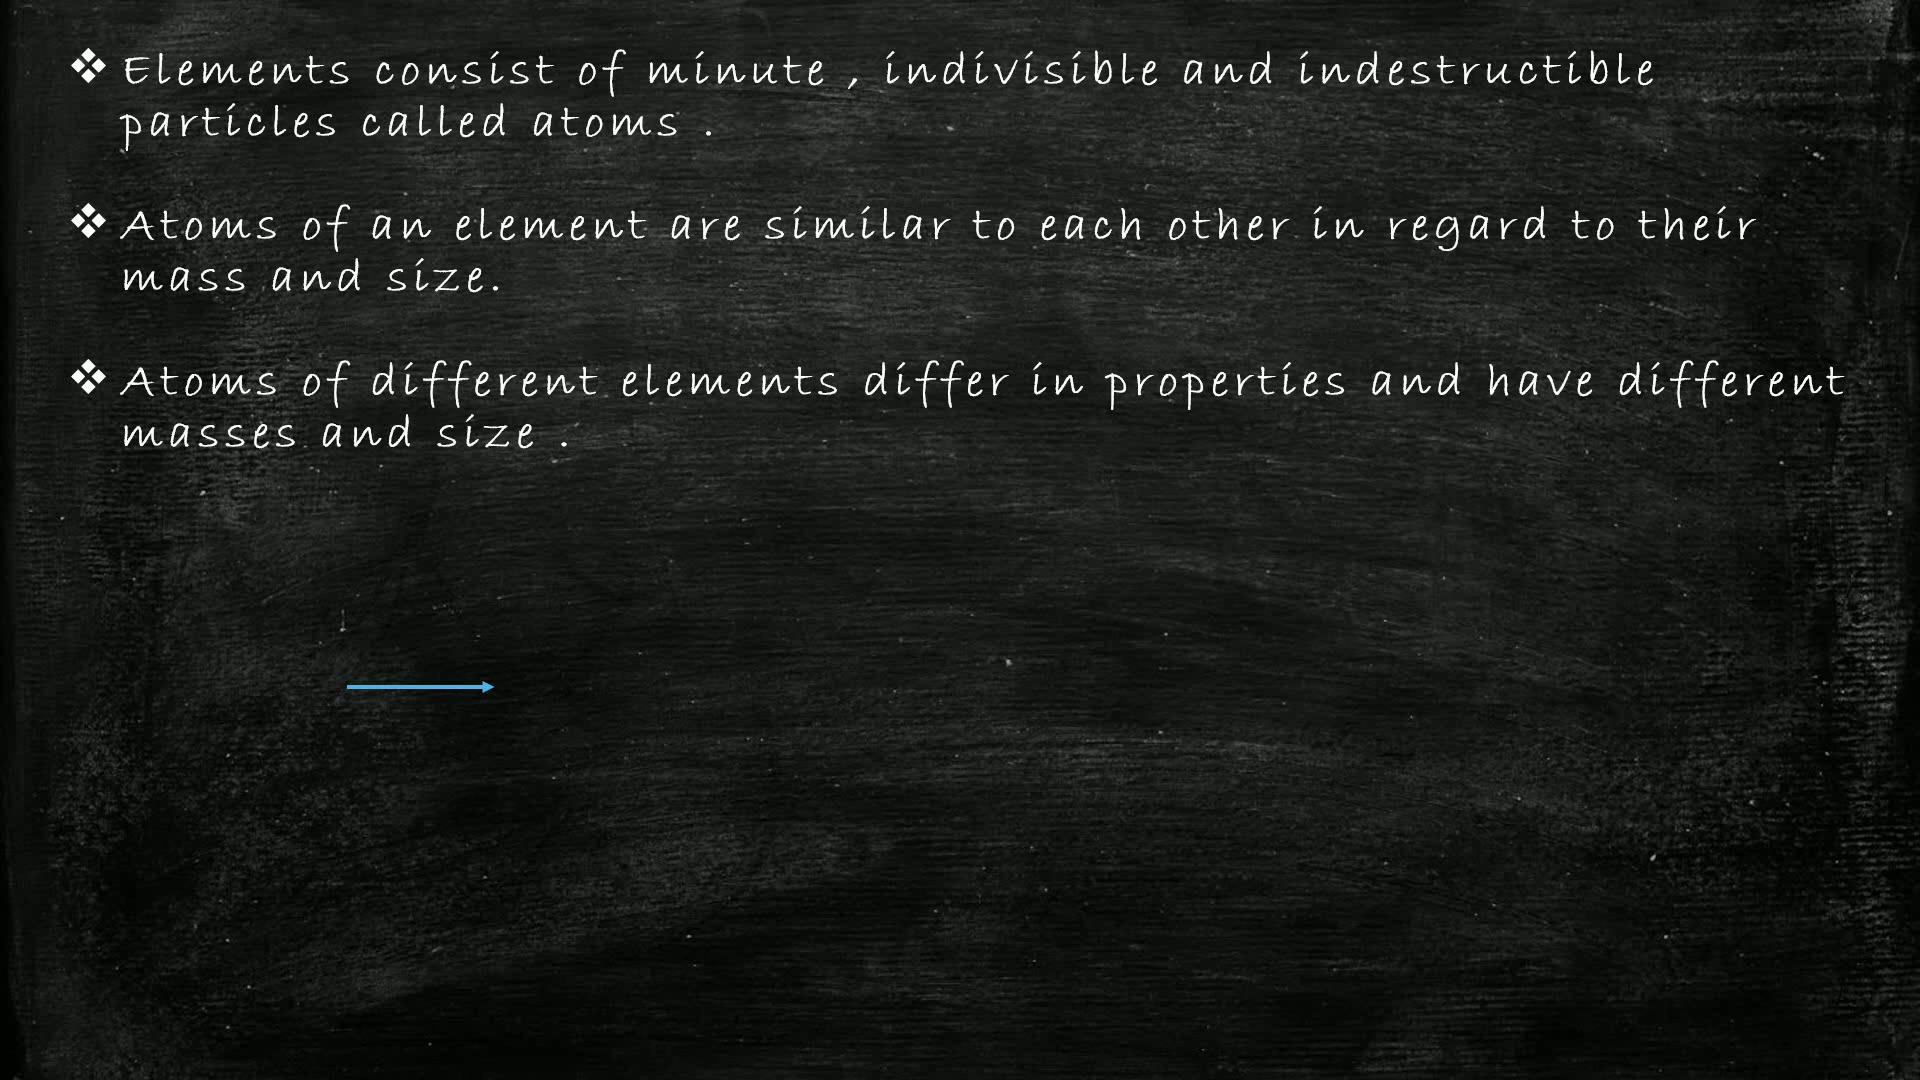 ❖ Elements consist of minute , indivisible and indestructible
particles called atoms .
❖ Atoms of an element are similar to each other in regard to their
mass and size.
❖ Atoms of different elements differ in properties and have different
masses and size .